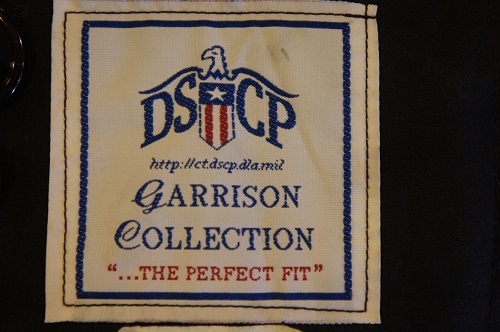 DSCP
http://ct.dscp.dla.mil
GARRISON
COLLECTION
"...THE PERFECT FIT"